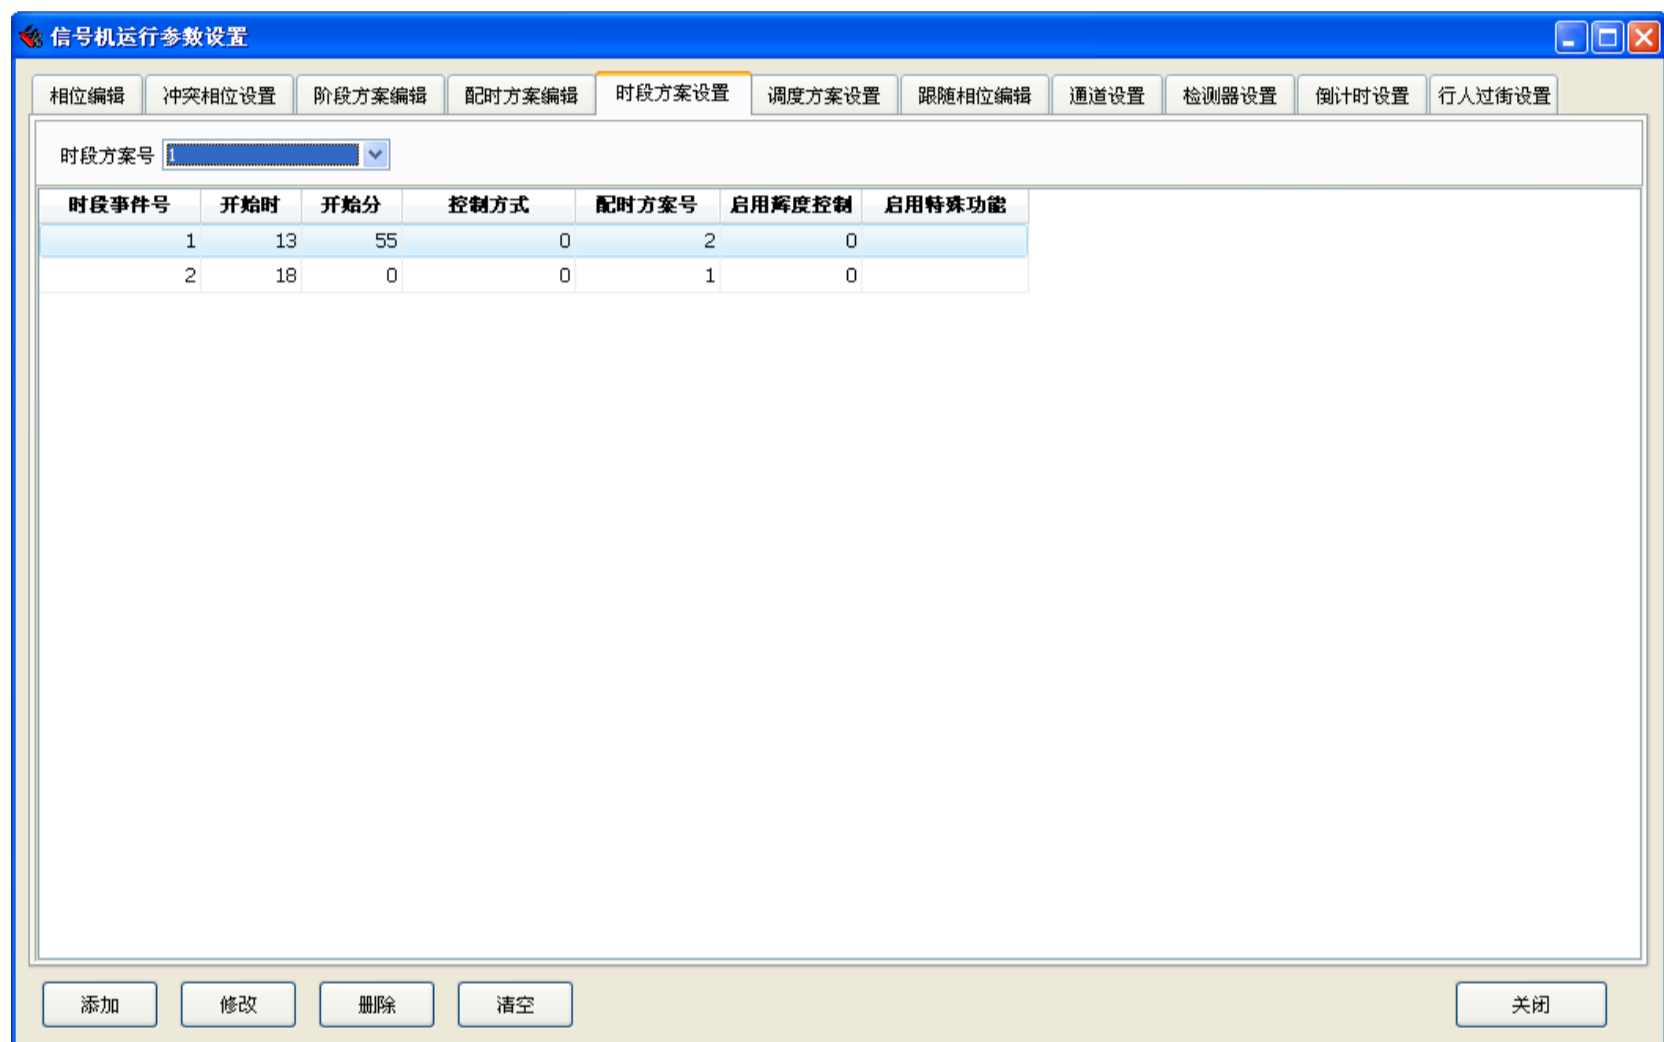 信号机运行参数设置
相位编辑 冲突相位设置 阶段方案编辑 配时方案编辑 时段方案设置 调度方案设置 跟随相位编辑 通道设置 检测器设置 倒计时设置 行人过街设置
时段方案号 1
时段事件号 开始时 开始分 控制方式 配时方案号 启用辉度控制 启用特殊功能
1 13 55 0 2 0
2 18 0 0 1 0
添加 修改 删除 清空 关闭